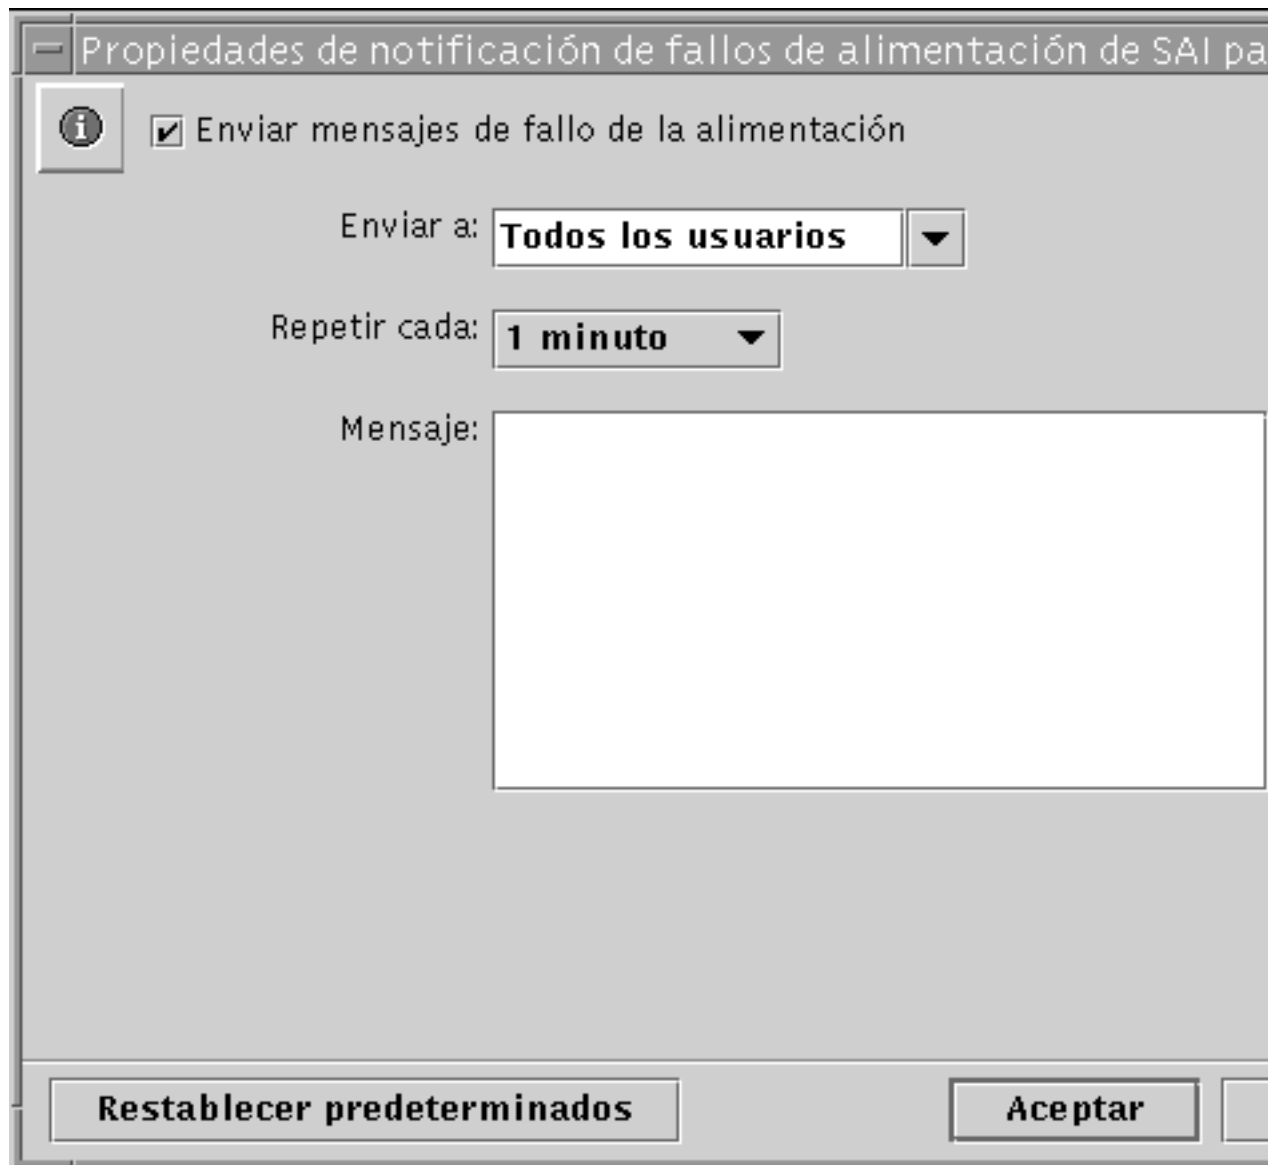 Propiedades de notificación de fallos de alimentación de SAI pa
Enviar mensajes de fallo de la alimentación
Enviar a: Todos los usuarios
Repetir cada: 1 minuto
Mensaje:
Restablecer predeterminados Aceptar